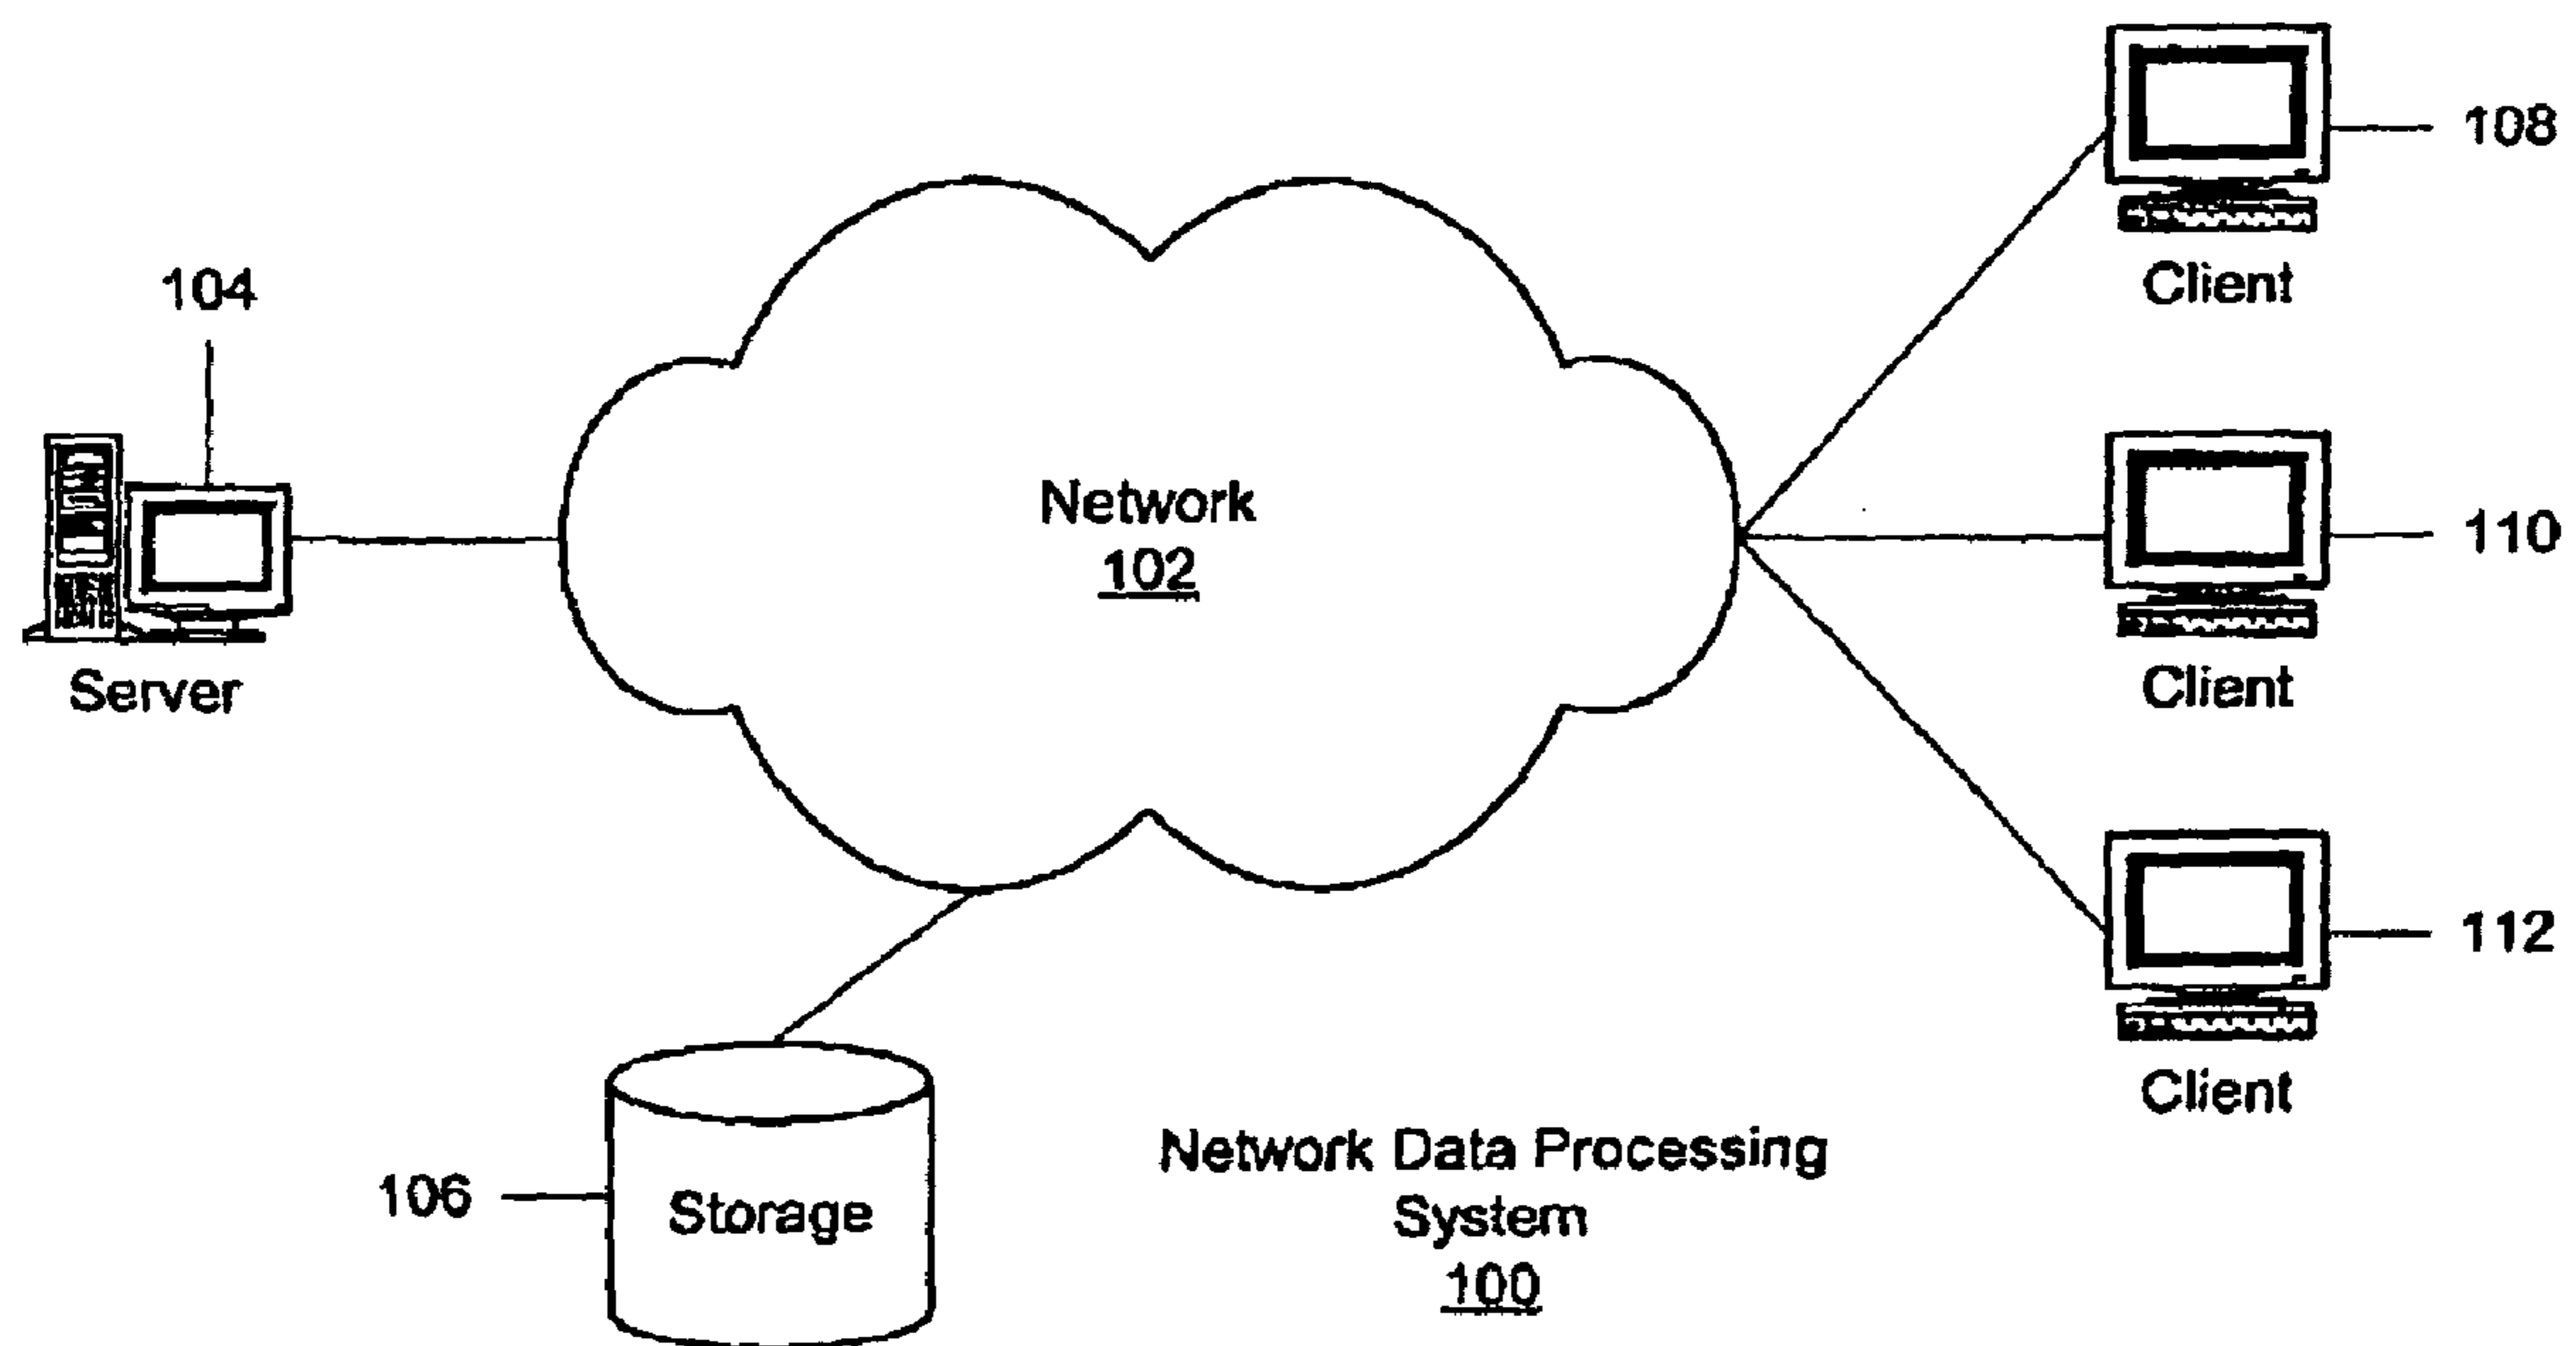 108
Client
104
Network
102
110
Server
Client
112
Client
106
Storage
Network Data Processing
System
100